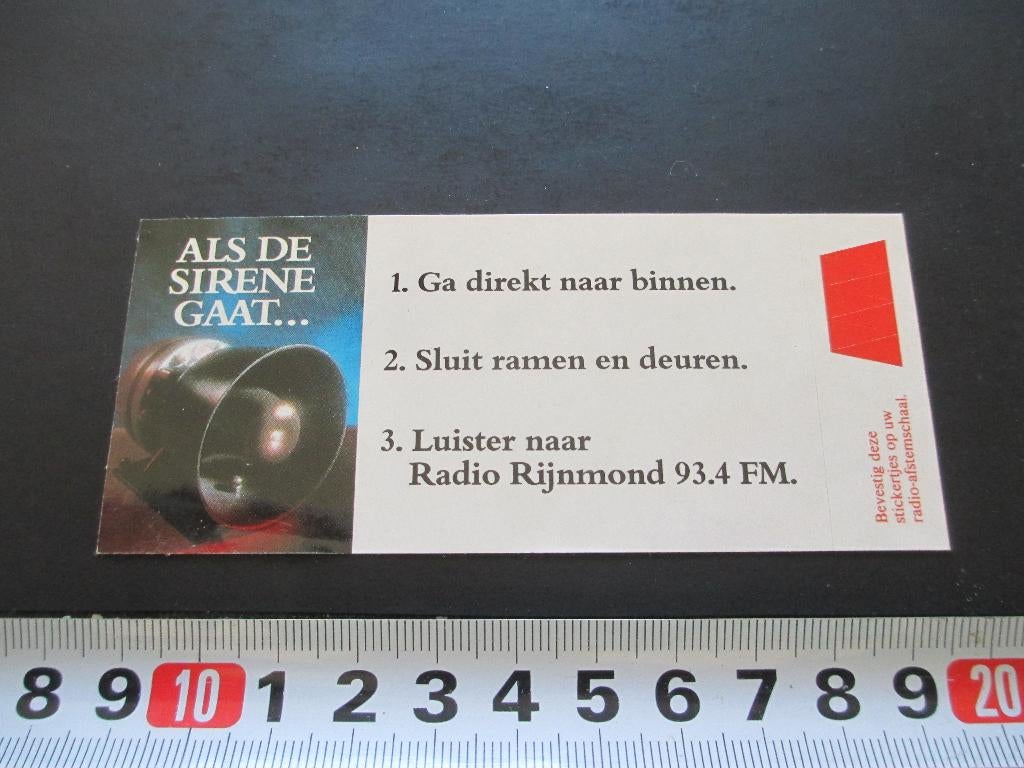 ALS DE
SIRENE
GAAT...
1. Ga direkt naar binnen.
2. Sluit ramen en deuren.
3. Luister naar
Radio Rijnmond 93.4 FM.
Bevestig deze
stickertjes op uw
radio-afstemschaal.
8 9 10 1 2 3 4 5 6 7 8 9 20